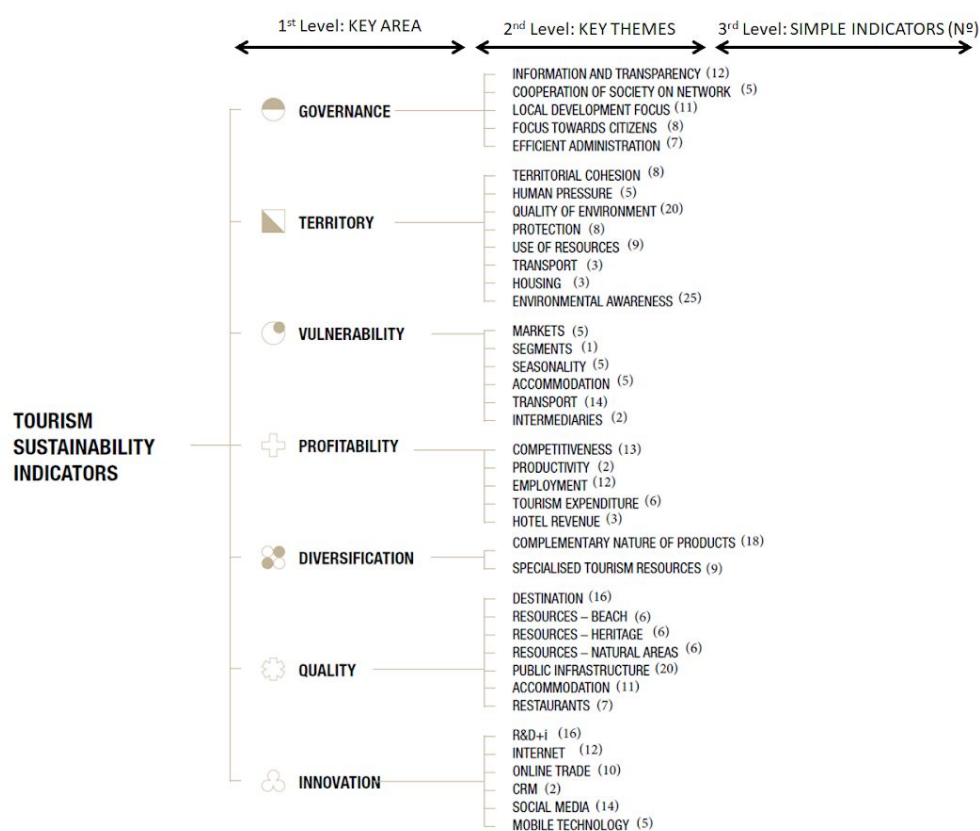 1st Level: KEY AREA
2nd Level: KEY THEMES
3rd Level: SIMPLE INDICATORS (Nº)
TOURISM
SUSTAINABILITY
INDICATORS
GOVERNANCE
INFORMATION AND TRANSPARENCY (12)
COOPERATION OF SOCIETY ON NETWORK (5)
LOCAL DEVELOPMENT FOCUS (11)
FOCUS TOWARDS CITIZENS (8)
EFFICIENT ADMINISTRATION (7)
TERRITORY
TERRITORIAL COHESION (8)
HUMAN PRESSURE (5)
QUALITY OF ENVIRONMENT (20)
PROTECTION (8)
USE OF RESOURCES (9)
TRANSPORT (3)
HOUSING (3)
ENVIRONMENTAL AWARENESS (25)
VULNERABILITY
MARKETS (5)
SEGMENTS (1)
SEASONALITY (5)
ACCOMMODATION (5)
TRANSPORT (14)
INTERMEDIARIES (2)
PROFITABILITY
COMPETITIVENESS (13)
PRODUCTIVITY (2)
EMPLOYMENT (12)
TOURISM EXPENDITURE (6)
HOTEL REVENUE (3)
DIVERSIFICATION
COMPLEMENTARY NATURE OF PRODUCTS (18)
SPECIALISED TOURISM RESOURCES (9)
QUALITY
DESTINATION (16)
RESOURCES – BEACH (6)
RESOURCES – HERITAGE (6)
RESOURCES – NATURAL AREAS (6)
PUBLIC INFRASTRUCTURE (20)
ACCOMMODATION (11)
RESTAURANTS (7)
INNOVATION
R&D+i (16)
INTERNET (12)
ONLINE TRADE (10)
CRM (2)
SOCIAL MEDIA (14)
MOBILE TECHNOLOGY (5)